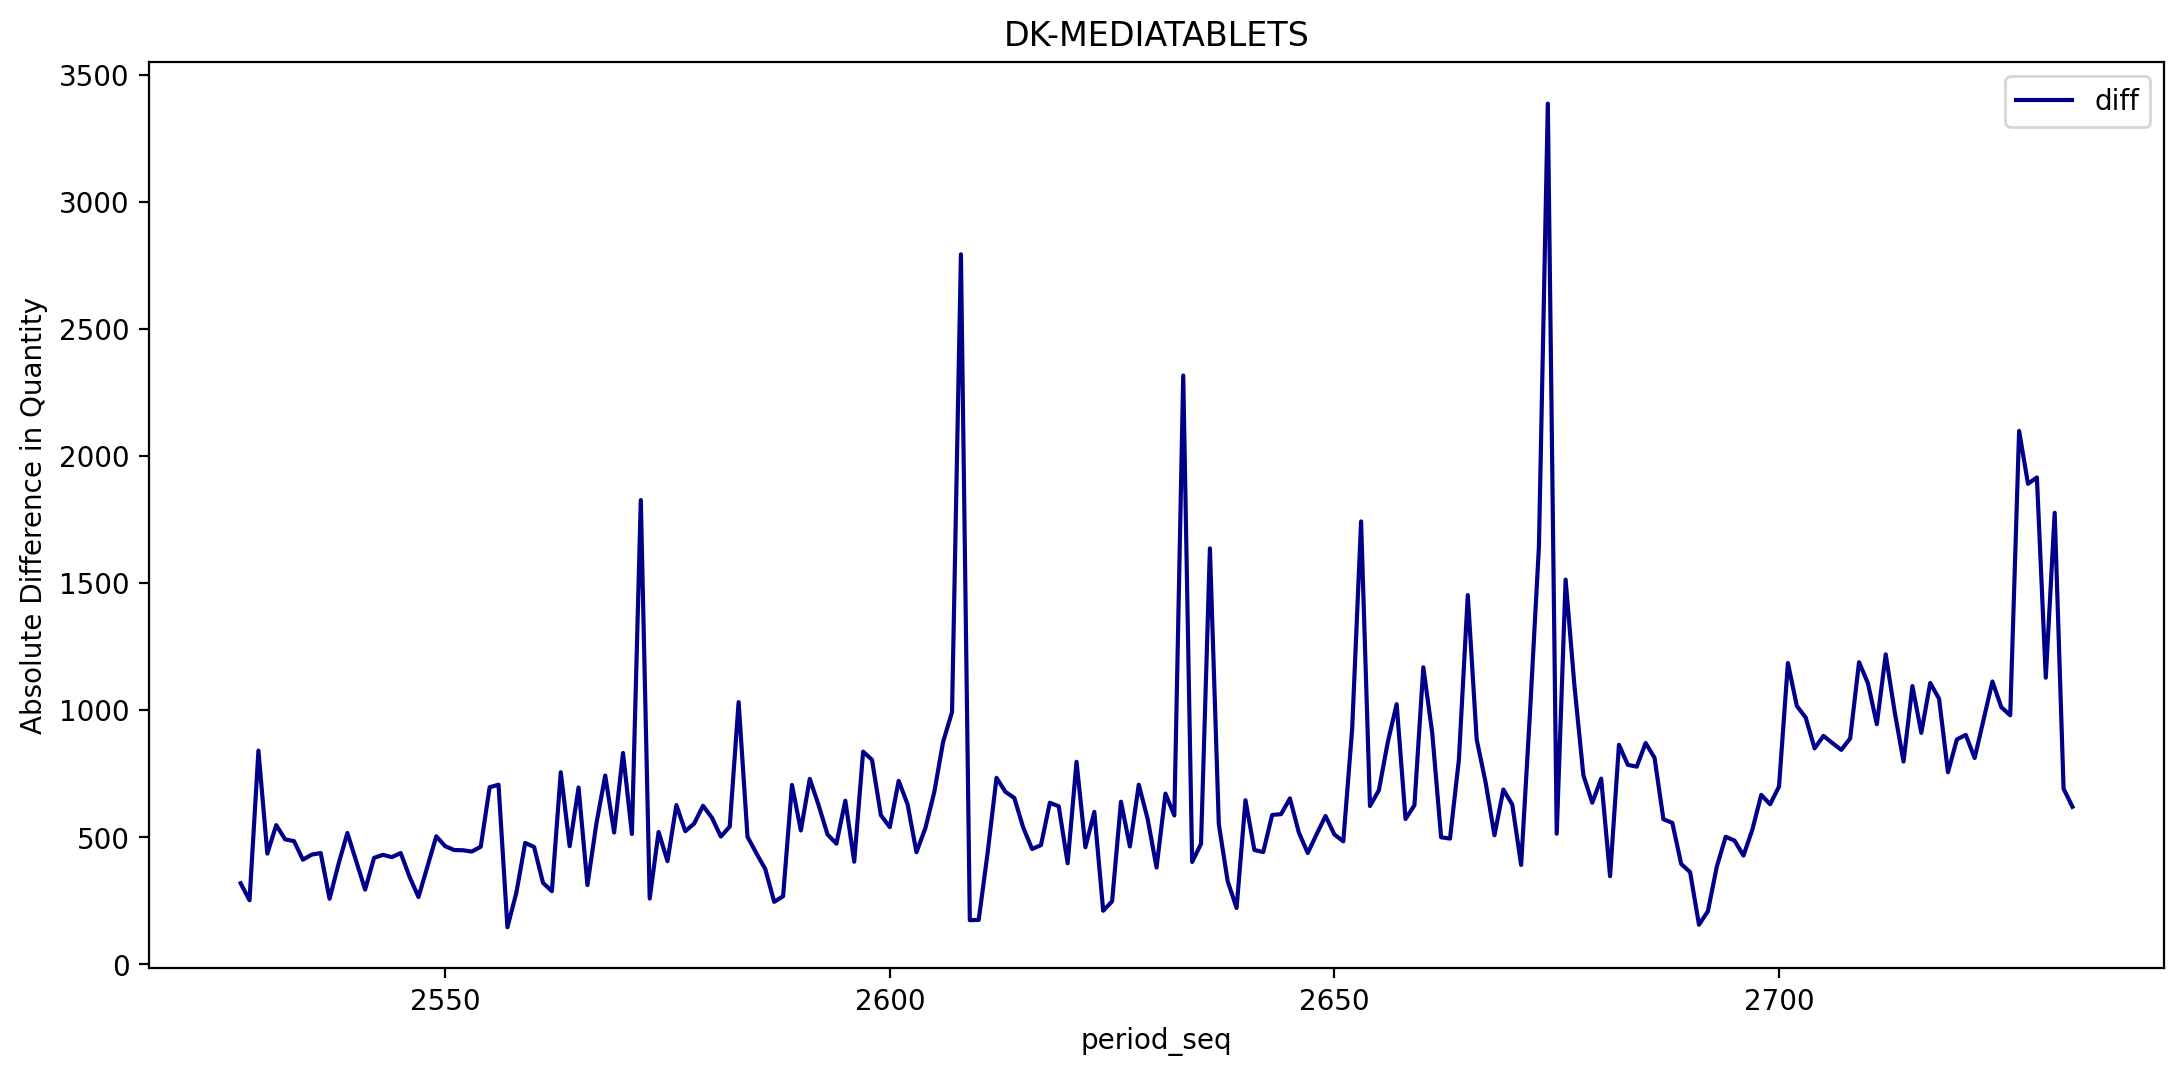 DK-MEDIATABLETS
diff
Absolute Difference in Quantity
3500
3000
2500
2000
1500
1000
500
0
2550 2600 2650 2700
period_seq